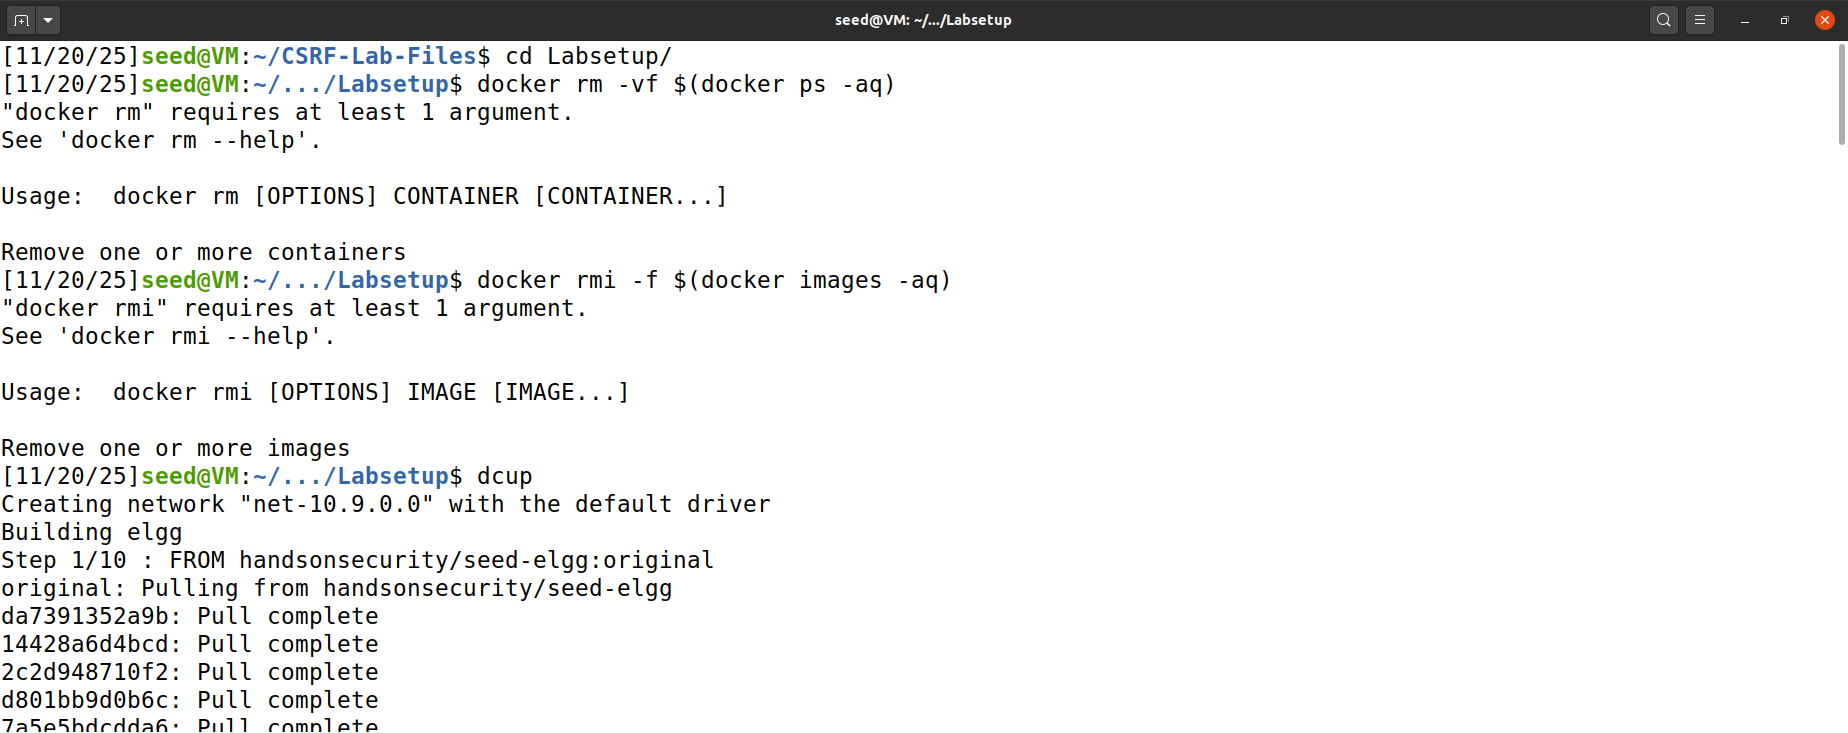 seed@VM: ~/.../Labsetup
[11/20/25]seed@VM:~/CSRF-Lab-Files$ cd Labsetup/
[11/20/25]seed@VM:~/.../Labsetup$ docker rm -vf $(docker ps -aq)
"docker rm" requires at least 1 argument.
See 'docker rm --help'.

Usage:  docker rm [OPTIONS] CONTAINER [CONTAINER...]

Remove one or more containers
[11/20/25]seed@VM:~/.../Labsetup$ docker rmi -f $(docker images -aq)
"docker rmi" requires at least 1 argument.
See 'docker rmi --help'.

Usage:  docker rmi [OPTIONS] IMAGE [IMAGE...]

Remove one or more images
[11/20/25]seed@VM:~/.../Labsetup$ dcup
Creating network "net-10.9.0.0" with the default driver
Building elgg
Step 1/10 : FROM handsonsecurity/seed-elgg:original
original: Pulling from handsonsecurity/seed-elgg
da7391352a9b: Pull complete
14428a6d4bcd: Pull complete
2c2d948710f2: Pull complete
d801bb9d0b6c: Pull complete
7a5e5bdcdda6: Pull complete